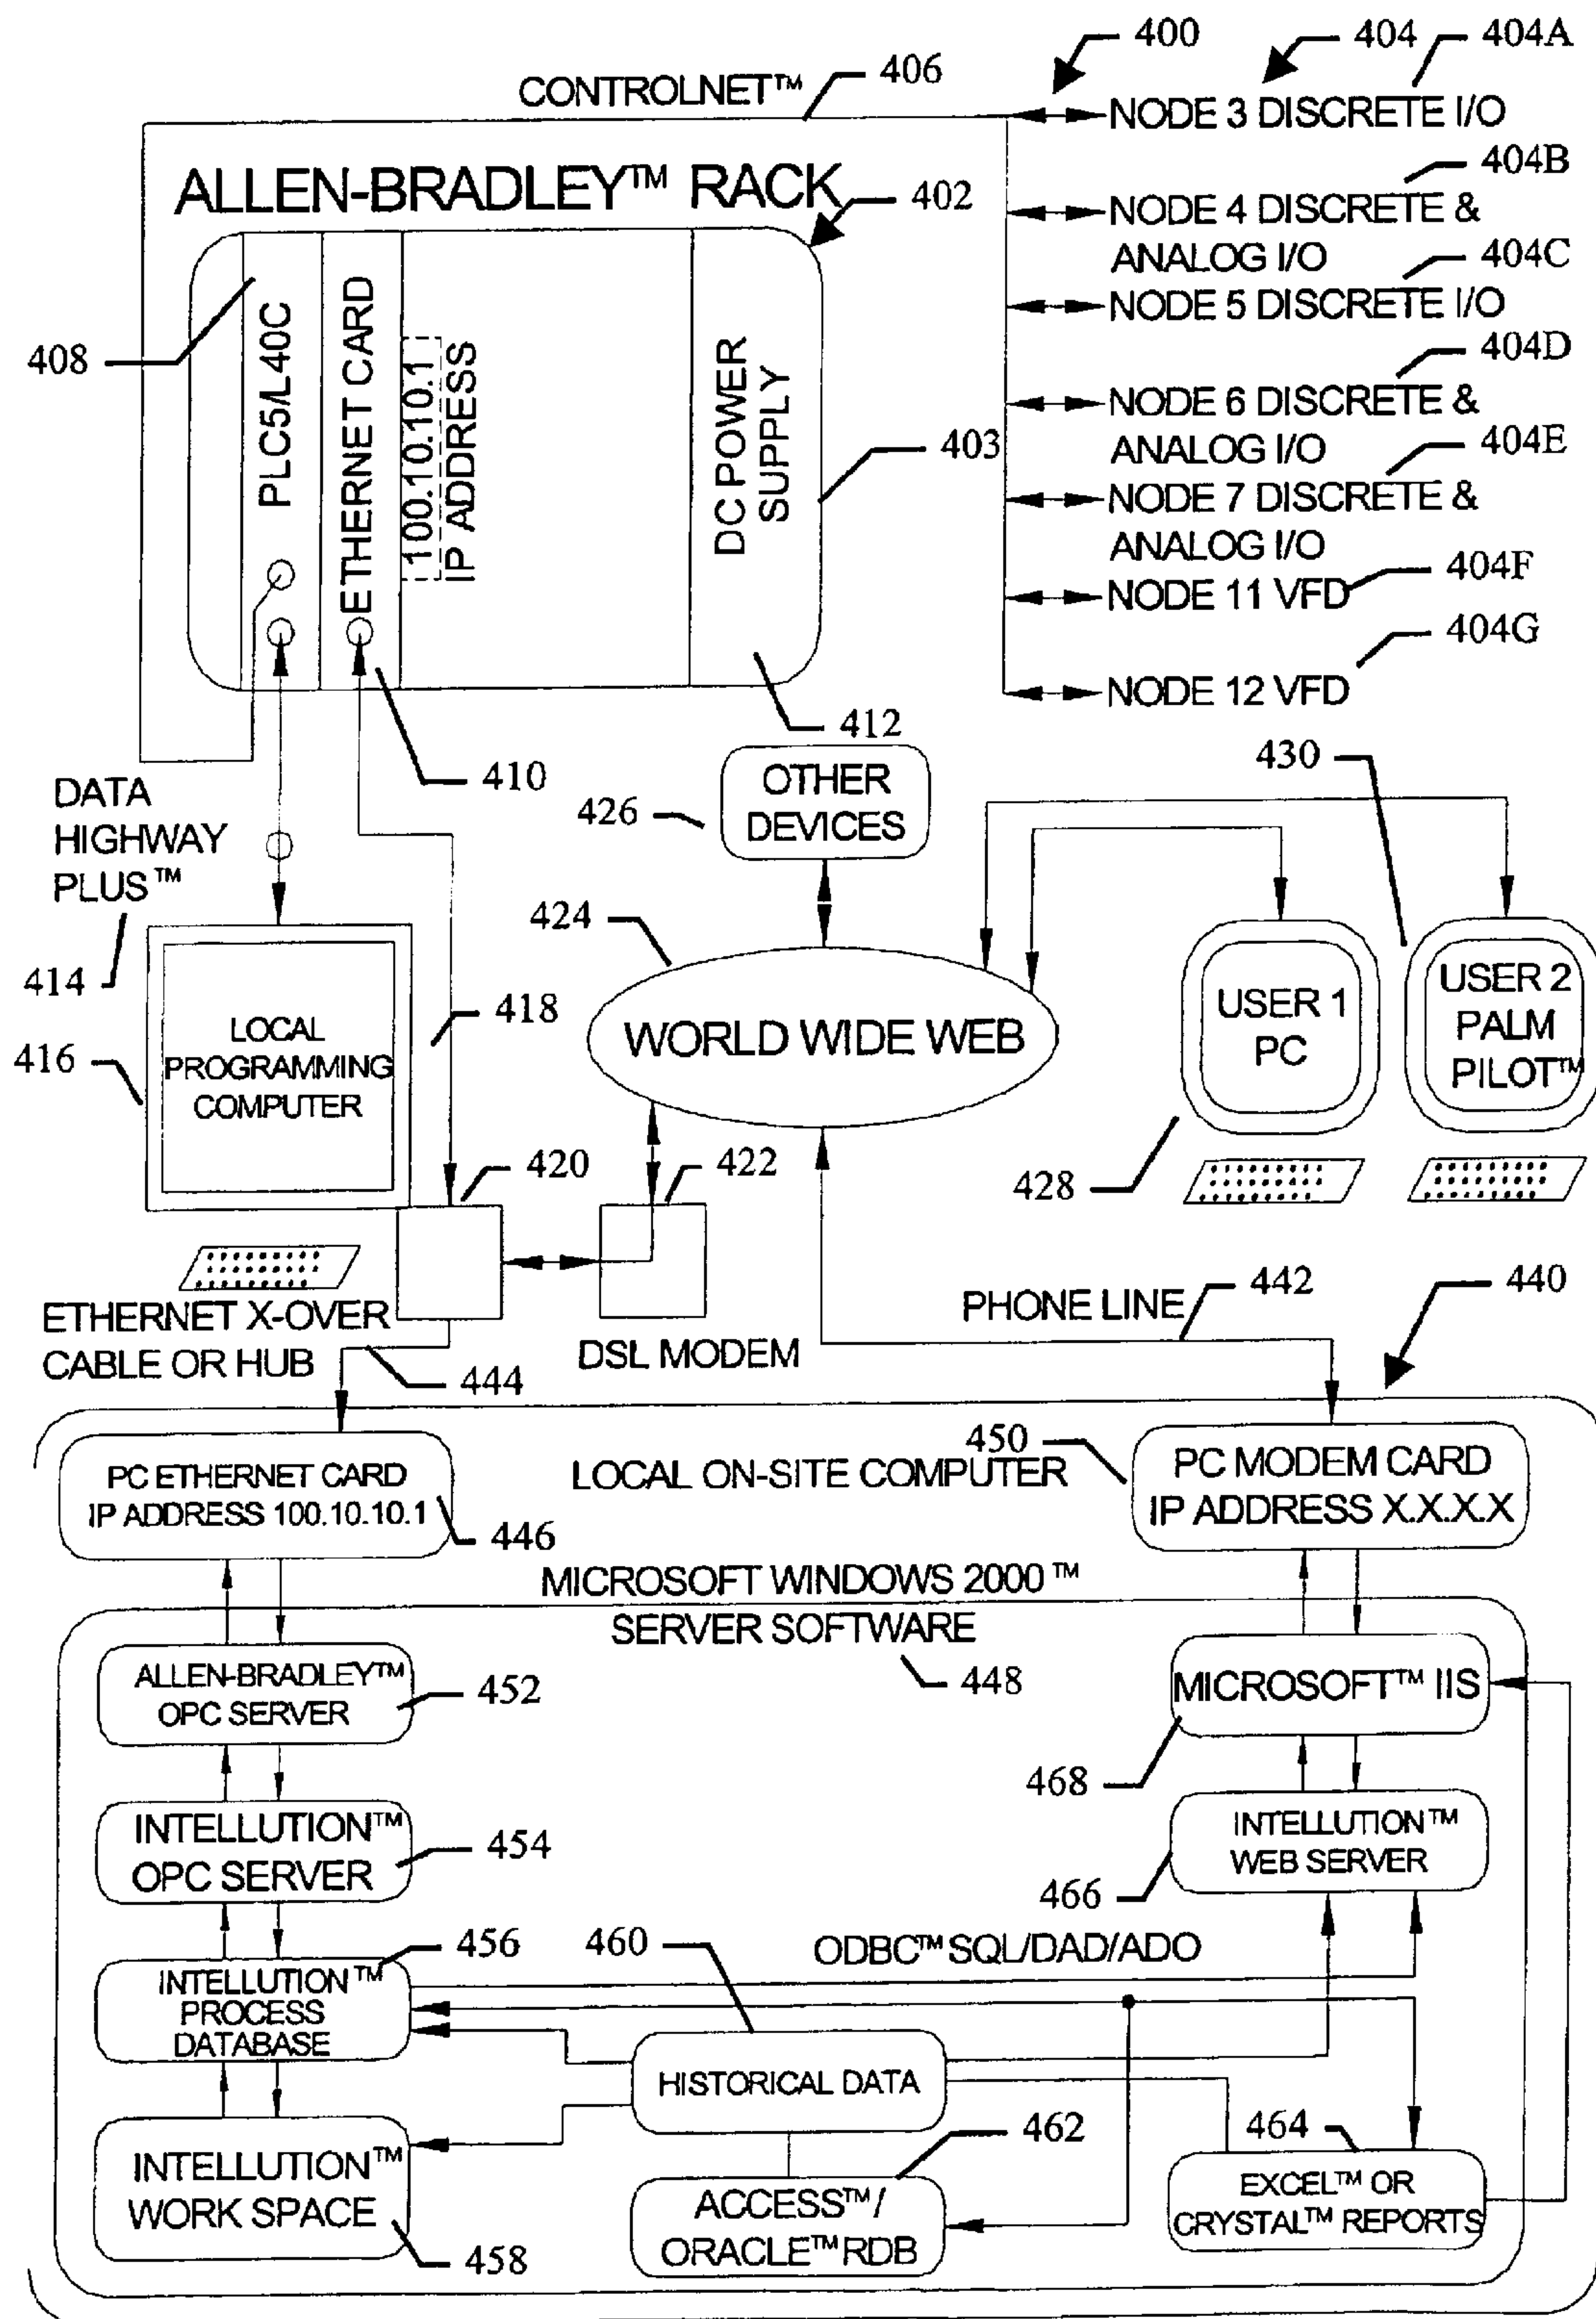 400
404
404A
CONTROLNET™
406
NODE 3 DISCRETE I/O
ALLEN-BRADLEY™ RACK
402
404B
NODE 4 DISCRETE &
ANALOG I/O
404C
NODE 5 DISCRETE I/O
408
PLC5/L40C
ETHERNET CARD
100.10.10.1
IP ADDRESS
DC POWER
SUPPLY
403
404D
NODE 6 DISCRETE &
ANALOG I/O
404E
NODE 7 DISCRETE &
ANALOG I/O
404F
NODE 11 VFD
404G
NODE 12 VFD
412
410
430
DATA
HIGHWAY
PLUS™
414
OTHER
DEVICES
426
424
WORLD WIDE WEB
USER 1
PC
USER 2
PALM
PILOT™
418
416
LOCAL
PROGRAMMING
COMPUTER
420
422
428
ETHERNET X-OVER
CABLE OR HUB
444
DSL MODEM
PHONE LINE
442
440
PC ETHERNET CARD
IP ADDRESS 100.10.10.1
446
LOCAL ON-SITE COMPUTER
450
PC MODEM CARD
IP ADDRESS X.X.X.X
MICROSOFT WINDOWS 2000™
SERVER SOFTWARE
448
ALLEN-BRADLEY™
OPC SERVER
452
MICROSOFT™ IIS
468
INTELLUTION™
OPC SERVER
454
INTELLUTION™
WEB SERVER
466
456
460
ODBC™ SQL/DAD/ADO
INTELLUTION™
PROCESS
DATABASE
HISTORICAL DATA
462
464
INTELLUTION™
WORK SPACE
458
ACCESS™/
ORACLE™ RDB
EXCEL™ OR
CRYSTAL™ REPORTS